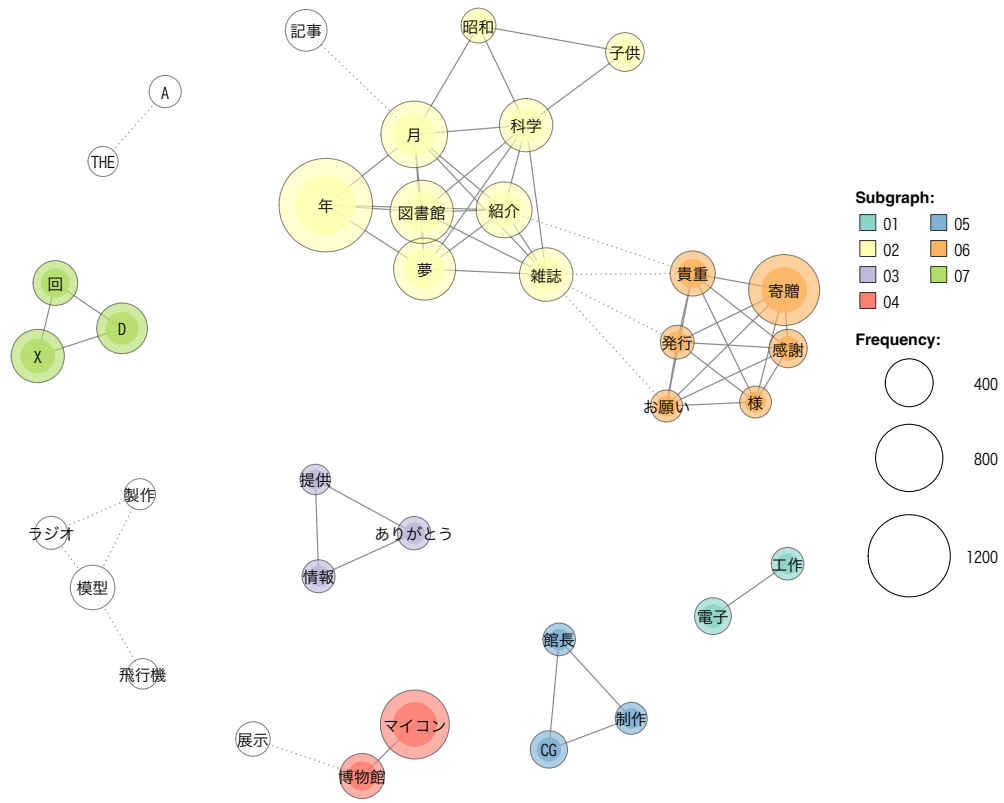 記事
昭和
子供
A
月
科学
THE
年
図書館
紹介
夢
雑誌
貴重
寄贈
回
D
X
発行
感謝
お願い
様
Subgraph:
01
05
02
06
03
07
04
Frequency:
400
800
1200
製作
提供
ラジオ
ありがとう
模型
情報
工作
電子
飛行機
館長
展示
マイコン
制作
CG
博物館